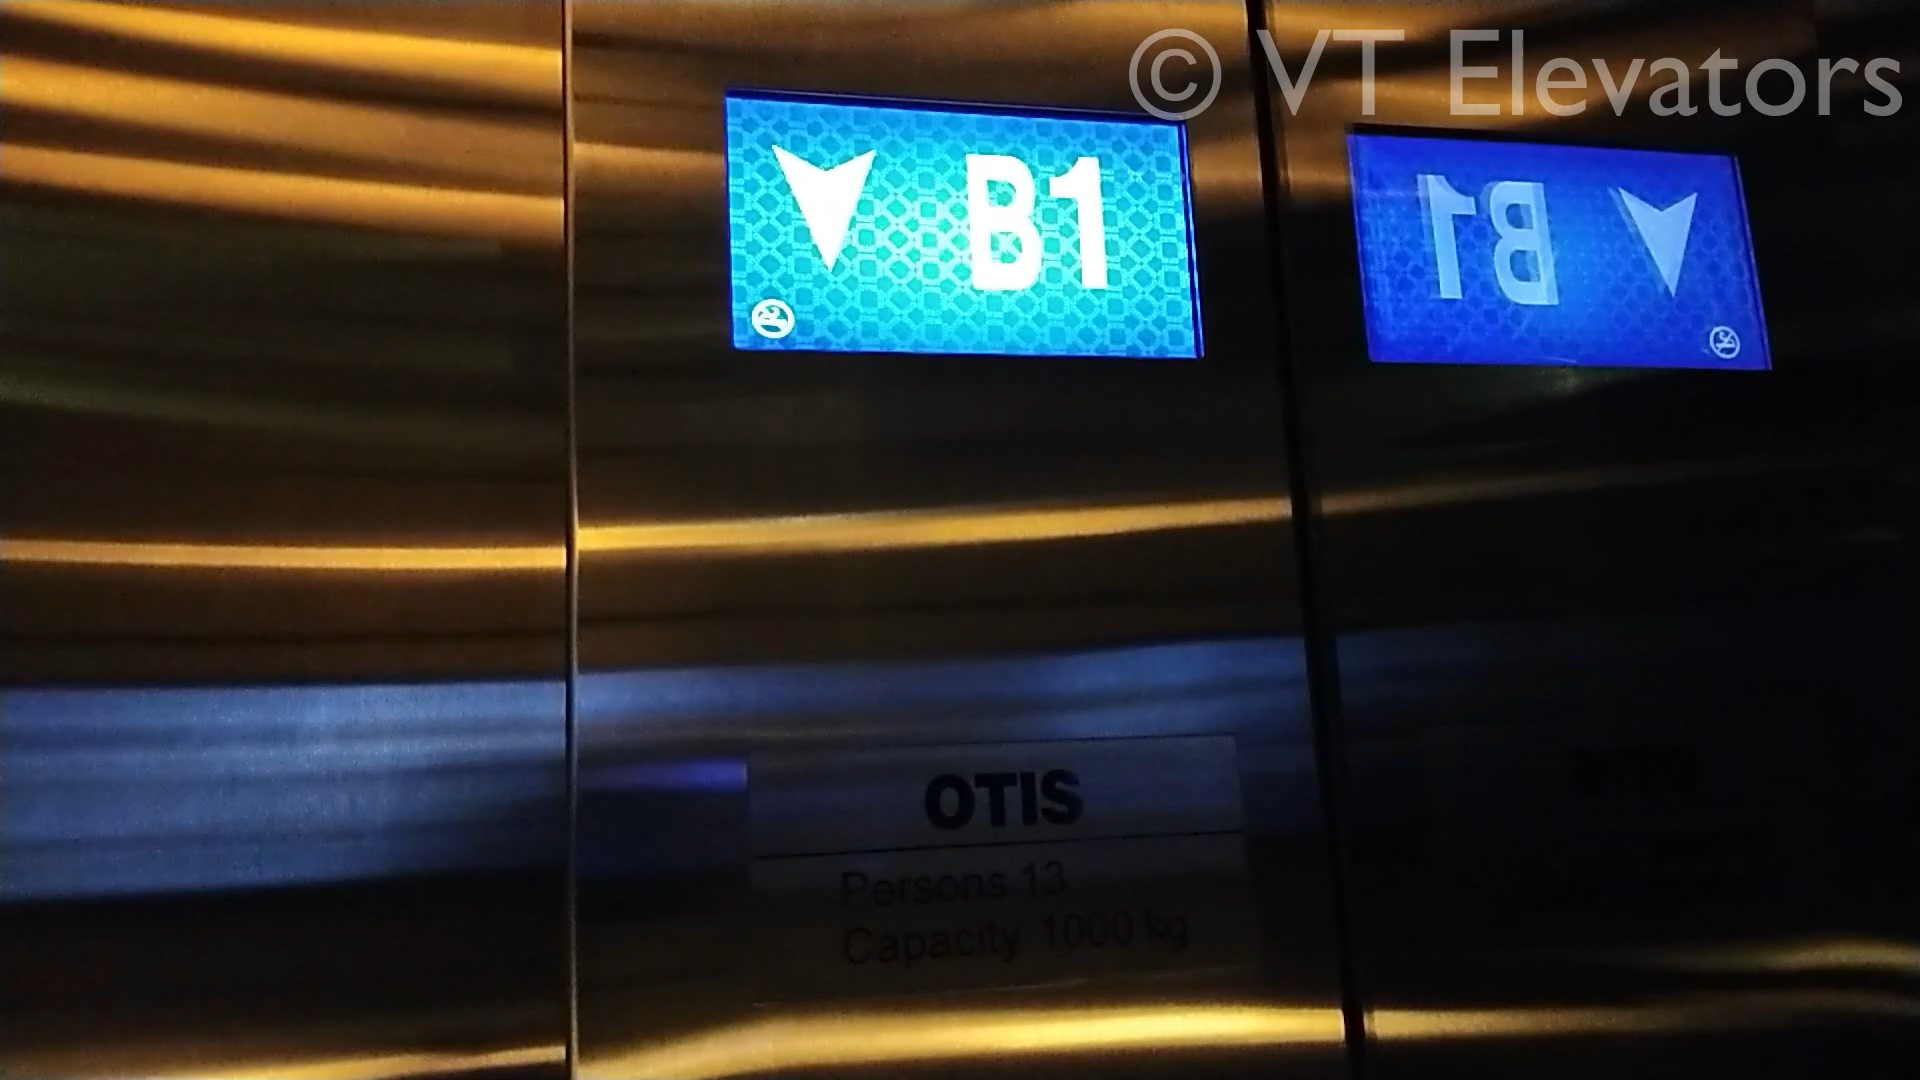 © VT Elevators
B1
B1
OTIS
Persons 13
Capacity 1000 kg